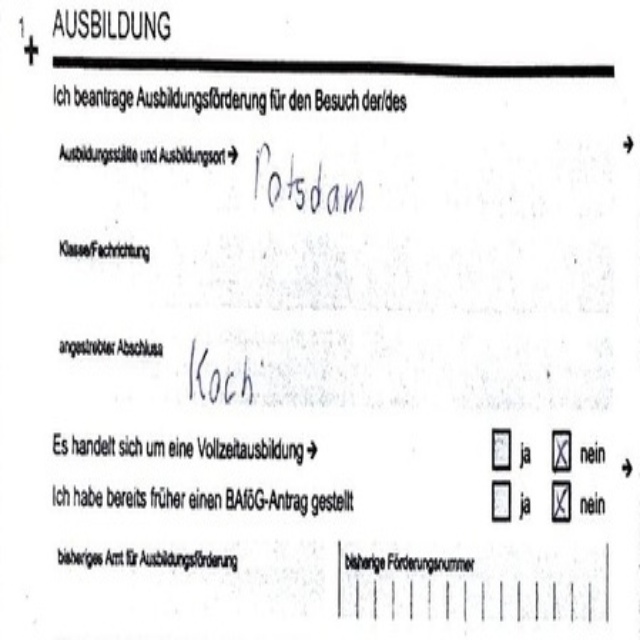 1 AUSBILDUNG
Ich beantrage Ausbildungsförderung für den Besuch der/des
Ausbildungsstätte und Ausbildungsort →
Potsdam
Klasse/Fachrichtung
angestrebter Abschluss
Koch
Es handelt sich um eine Vollzeitausbildung → ja nein
Ich habe bereits früher einen BAföG-Antrag gestellt ja nein
bisheriges Amt für Ausbildungsförderung bisherige Förderungsnummer